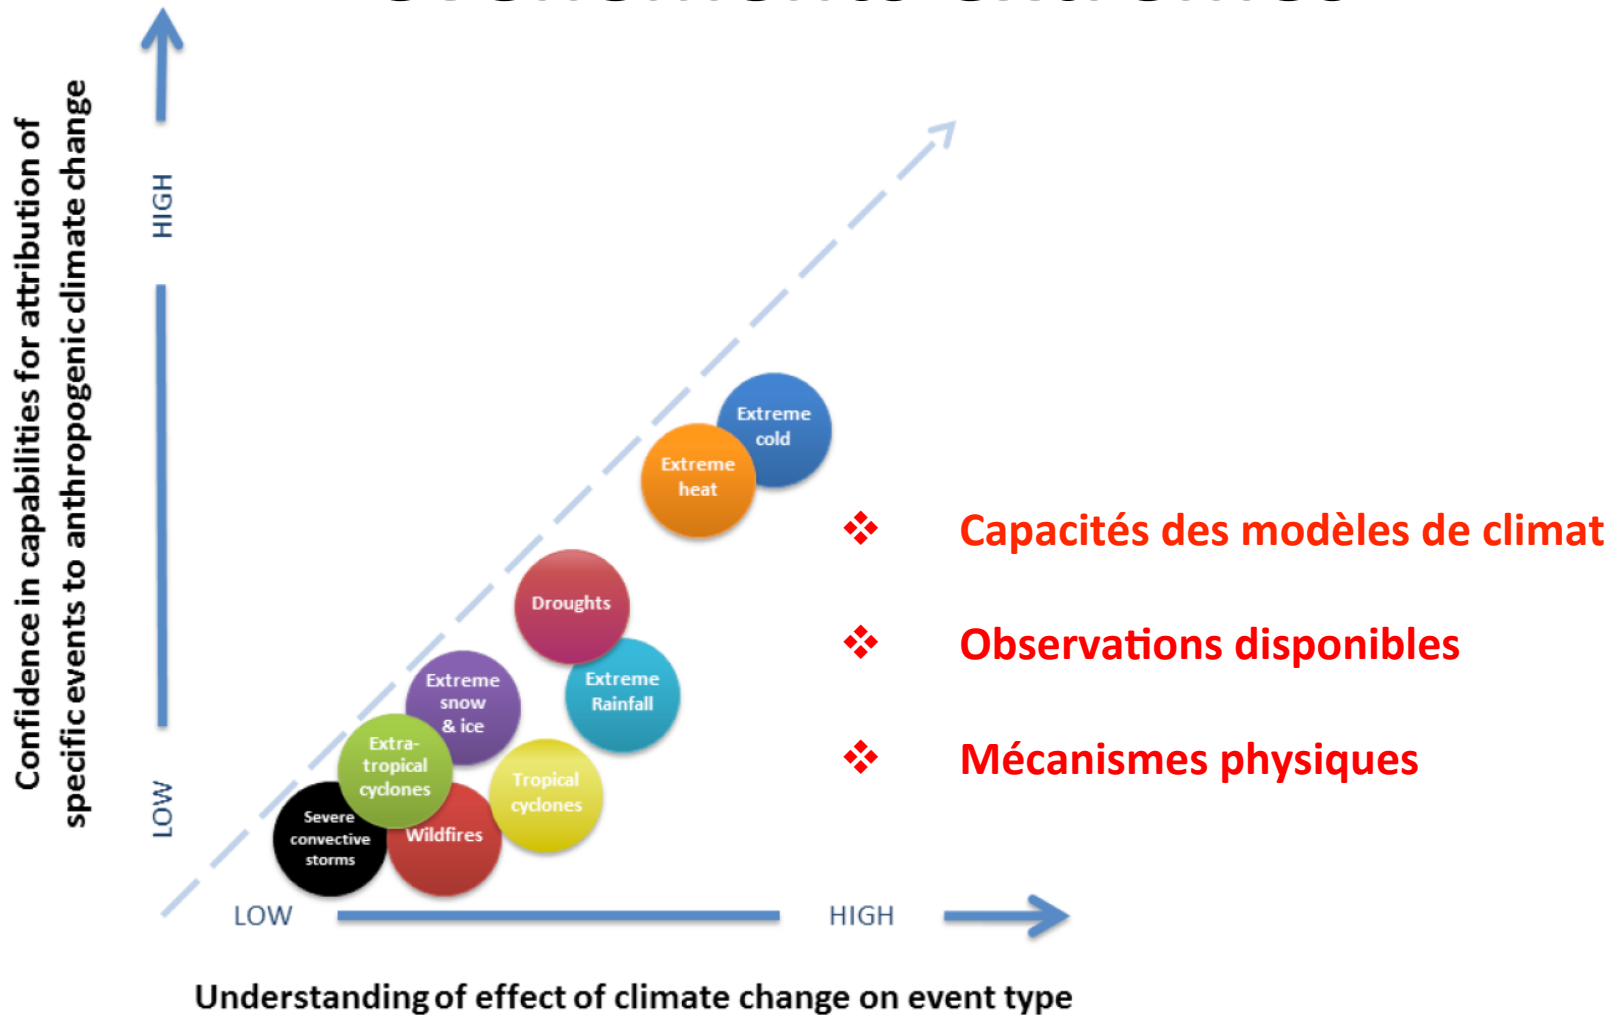 Confidence in capabilities for attribution of
specific events to anthropogenic climate change
HIGH
LOW
Extreme
cold
Extreme
heat
Droughts
Extreme
Rainfall
Extreme
snow
& ice
Extra-
tropical
cyclones
Tropical
cyclones
Severe
convective
storms
Wildfires
❖ Capacités des modèles de climat
❖ Observations disponibles
❖ Mécanismes physiques
LOW
HIGH
Understanding of effect of climate change on event type